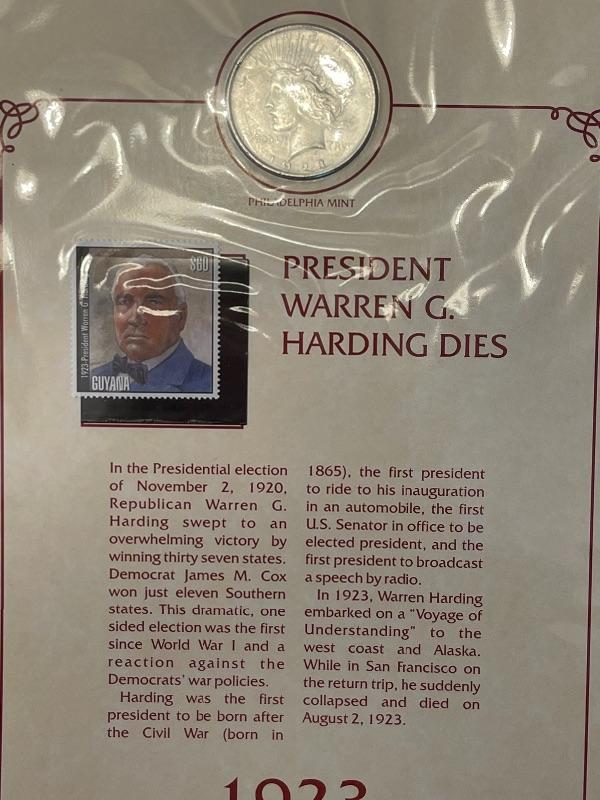 1923
PHILADELPHIA MINT
$60
1923 President Warren G.
GUYANA
PRESIDENT
WARREN G.
HARDING DIES
In the Presidential election
of November 2, 1920,
Republican Warren G.
Harding swept to an
overwhelming victory by
winning thirty seven states.
Democrat James M. Cox
won just eleven Southern
states. This dramatic, one
sided election was the first
since World War I and a
reaction against the
Democrats' war policies.
Harding was the first
president to be born after
the Civil War (born in
1865), the first president
to ride to his inauguration
in an automobile, the first
U.S. Senator in office to be
elected president, and the
first president to broadcast
a speech by radio.
In 1923, Warren Harding
embarked on a "Voyage of
Understanding" to the
west coast and Alaska.
While in San Francisco on
the return trip, he suddenly
collapsed and died on
August 2, 1923.
1923